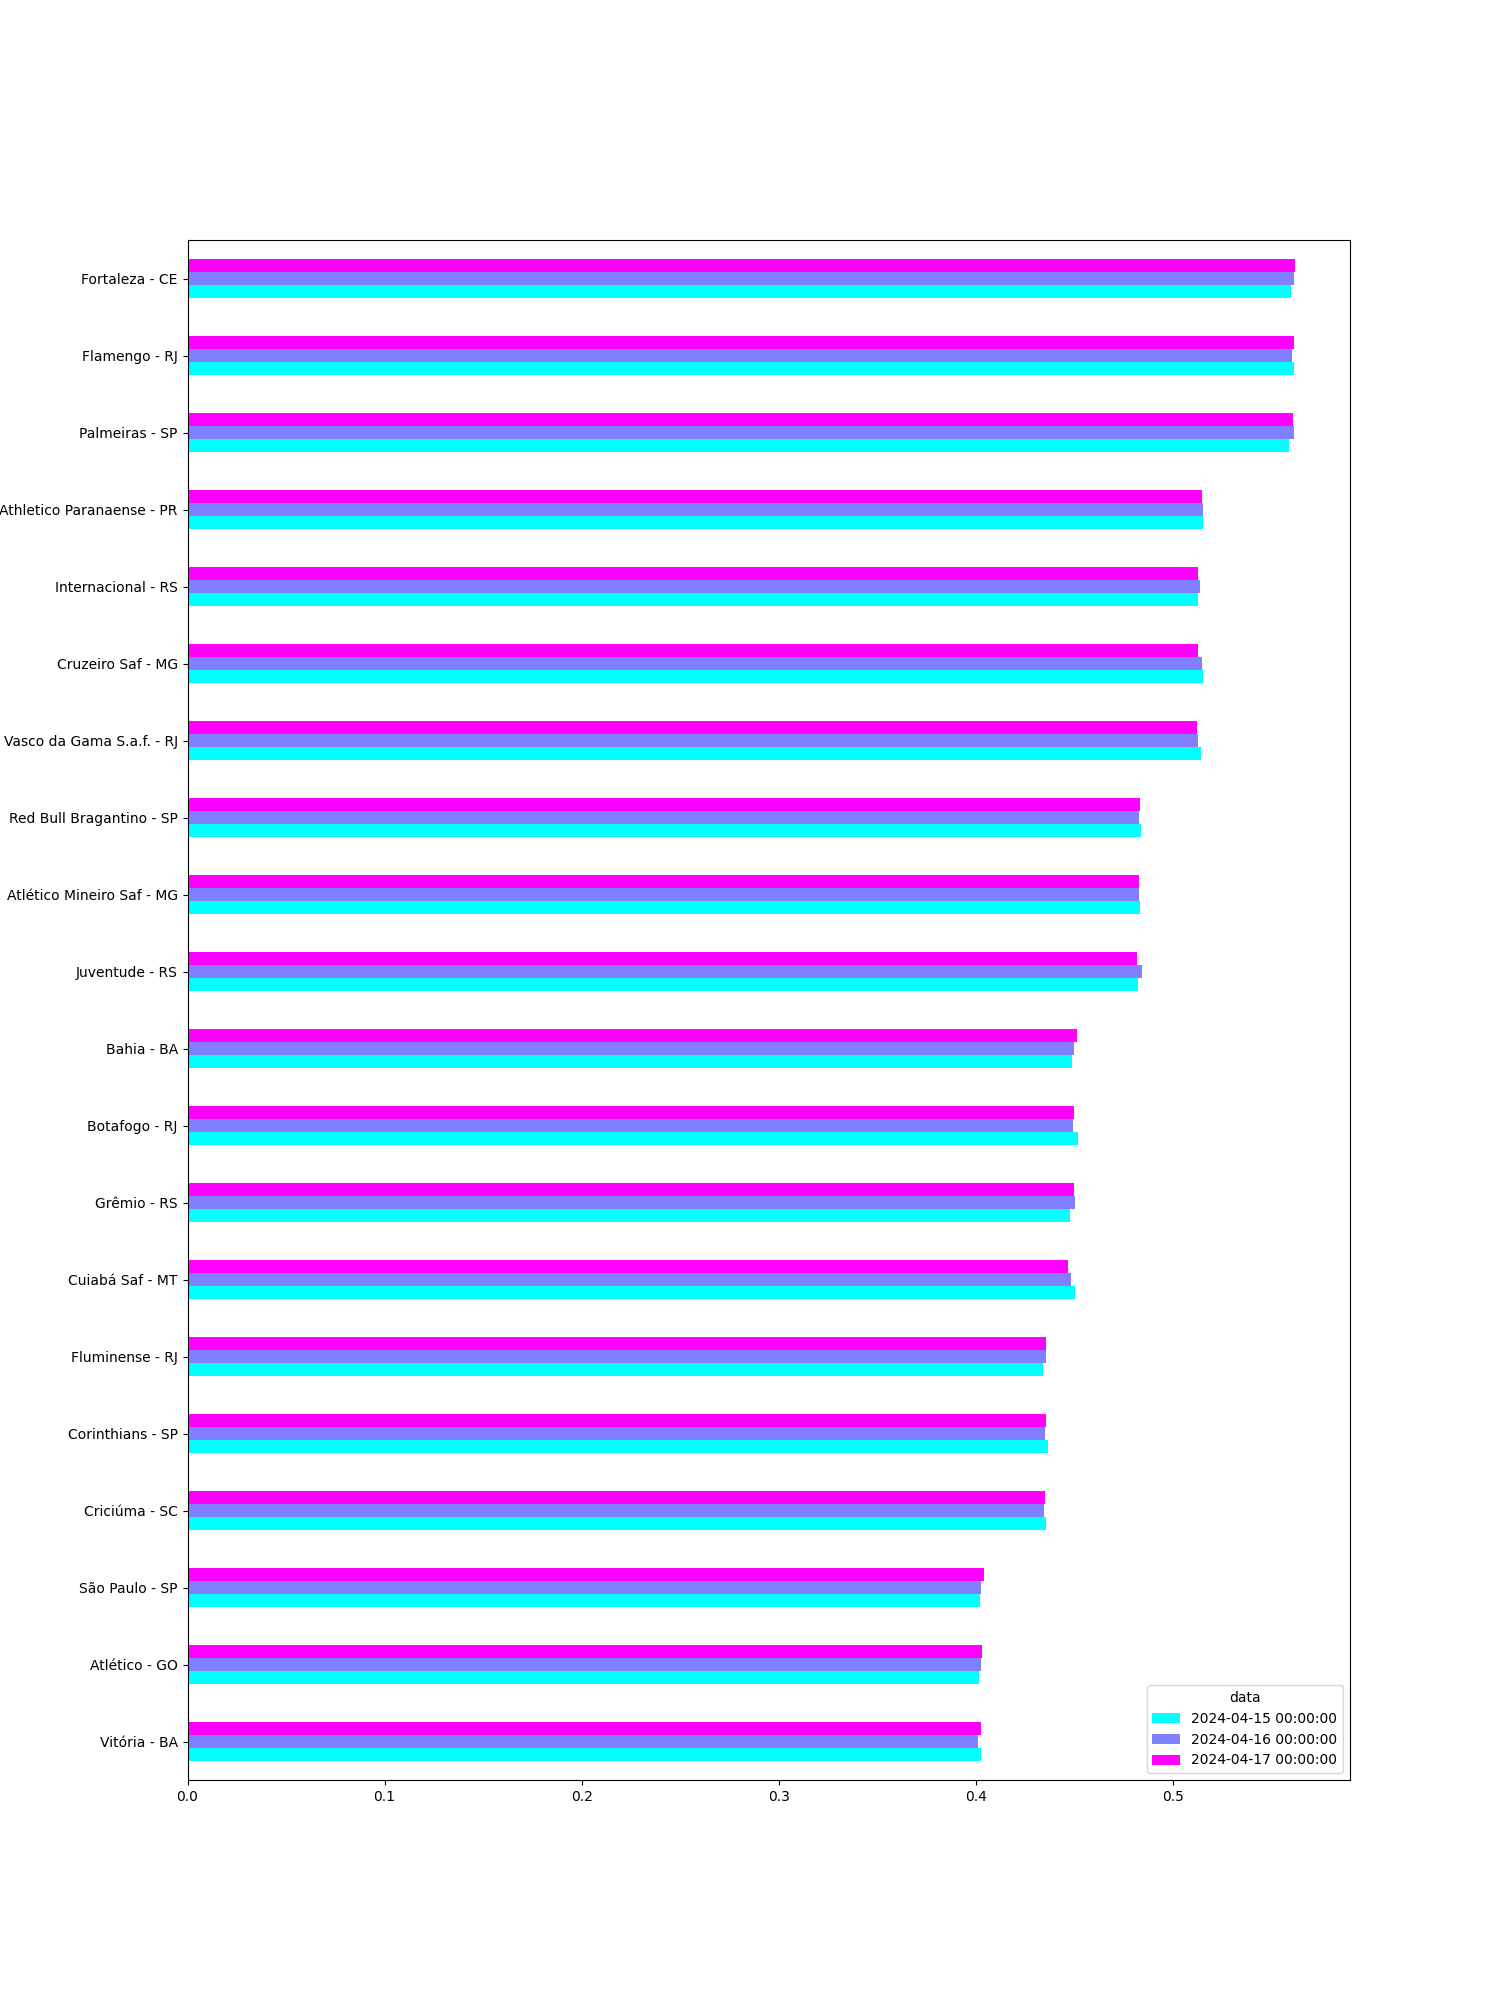 Fortaleza - CE
Flamengo - RJ
Palmeiras - SP
Athletico Paranaense - PR
Internacional - RS
Cruzeiro Saf - MG
Vasco da Gama S.a.f. - RJ
Red Bull Bragantino - SP
Atlético Mineiro Saf - MG
Juventude - RS
Bahia - BA
Botafogo - RJ
Grêmio - RS
Cuiabá Saf - MT
Fluminense - RJ
Corinthians - SP
Criciúma - SC
São Paulo - SP
Atlético - GO
Vitória - BA
data
2024-04-15 00:00:00
2024-04-16 00:00:00
2024-04-17 00:00:00
0.0 0.1 0.2 0.3 0.4 0.5